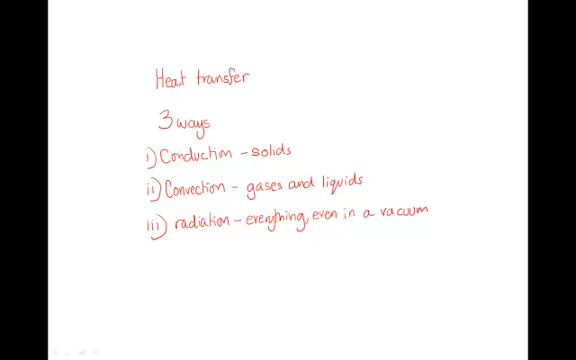 Heat transfer
3 ways
i) Conduction - solids
ii) Convection - gases and liquids
iii) radiation - everything, even in a vacuum